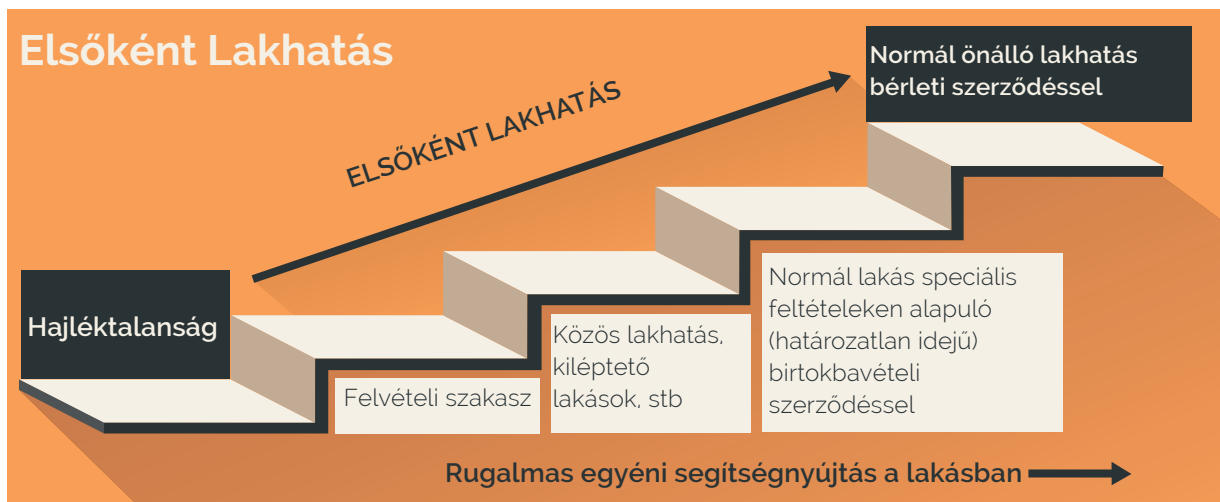 Elsőként Lakhatás
ELSŐKÉNT LAKHATÁS
Normál önálló lakhatás
bérleti szerződéssel
Hajléktalanság
Felvételi szakasz
Közös lakhatás,
kiléptető
lakások, stb
Normál lakás speciális
feltételeken alapuló
(határozatlan idejű)
birtokbavételi
szerződéssel
Rugalmas egyéni segítségnyújtás a lakásban